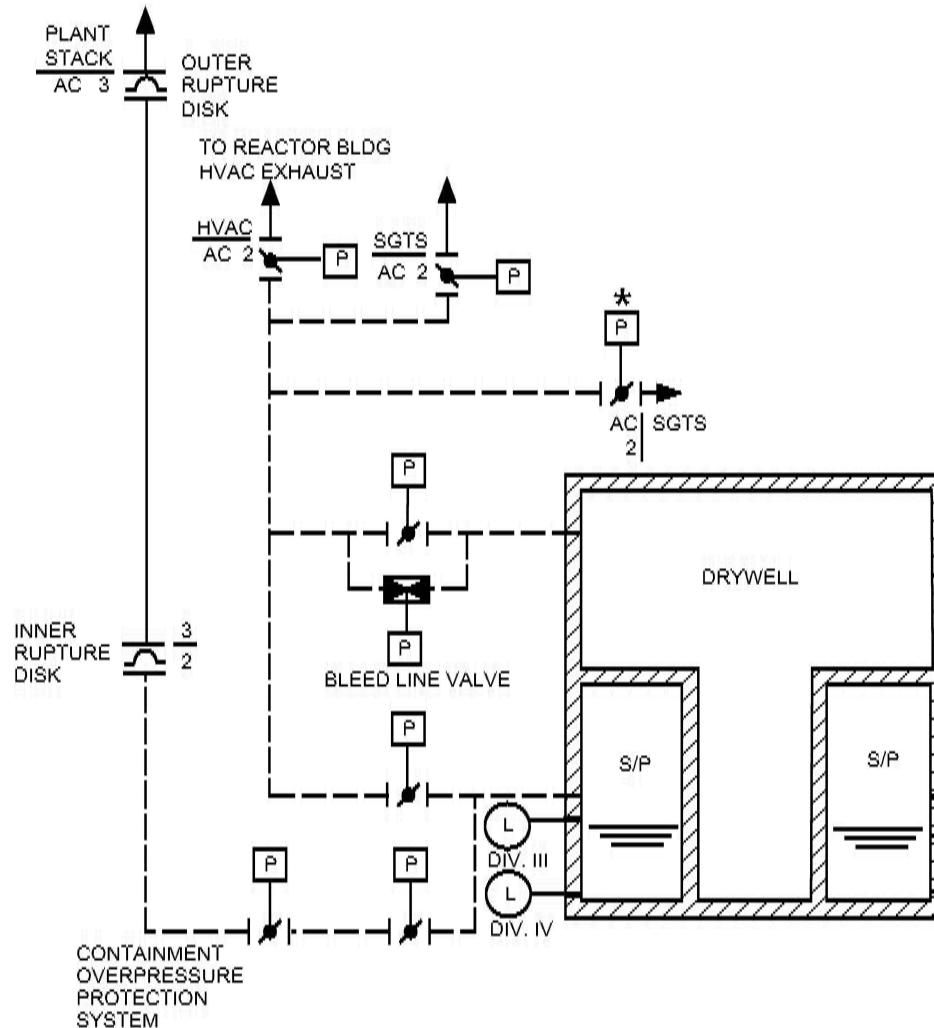 PLANT
STACK
AC 3
OUTER
RUPTURE
DISK
TO REACTOR BLDG
HVAC EXHAUST
HVAC
AC 2
P
SGTS
AC 2
P
*
P
AC
2
SGTS
P
DRYWELL
INNER
RUPTURE
DISK
3
2
P
BLEED LINE VALVE
P
S/P
S/P
L
DIV. III
L
DIV. IV
P
P
CONTAINMENT
OVERPRESSURE
PROTECTION
SYSTEM